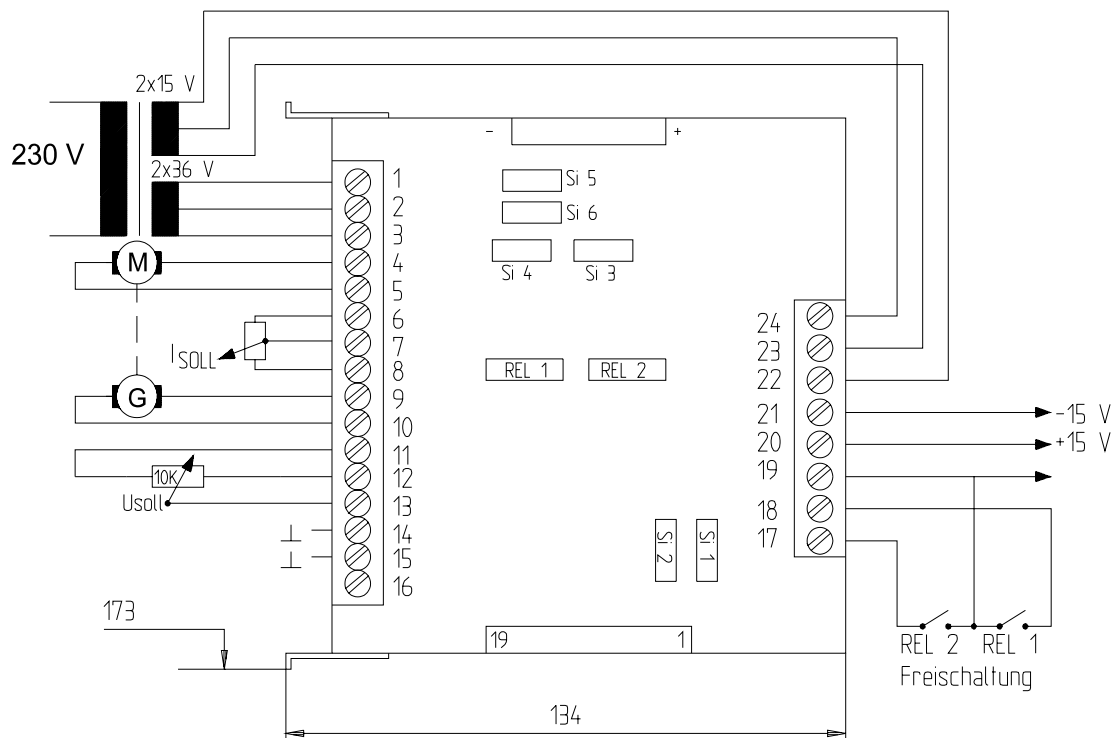 2x15 V
230 V
2x36 V
- +
Si 5
Si 6
Si 4 Si 3
M
G
I SOLL
10K
Usoll
1
2
3
4
5
6
7
8
9
10
11
12
13
14
15
16
REL 1 REL 2
24
23
22
21
20
19
18
17
-15 V
+15 V
Si 2 Si 1
REL 2 REL 1
Freischaltung
173
19 1
134